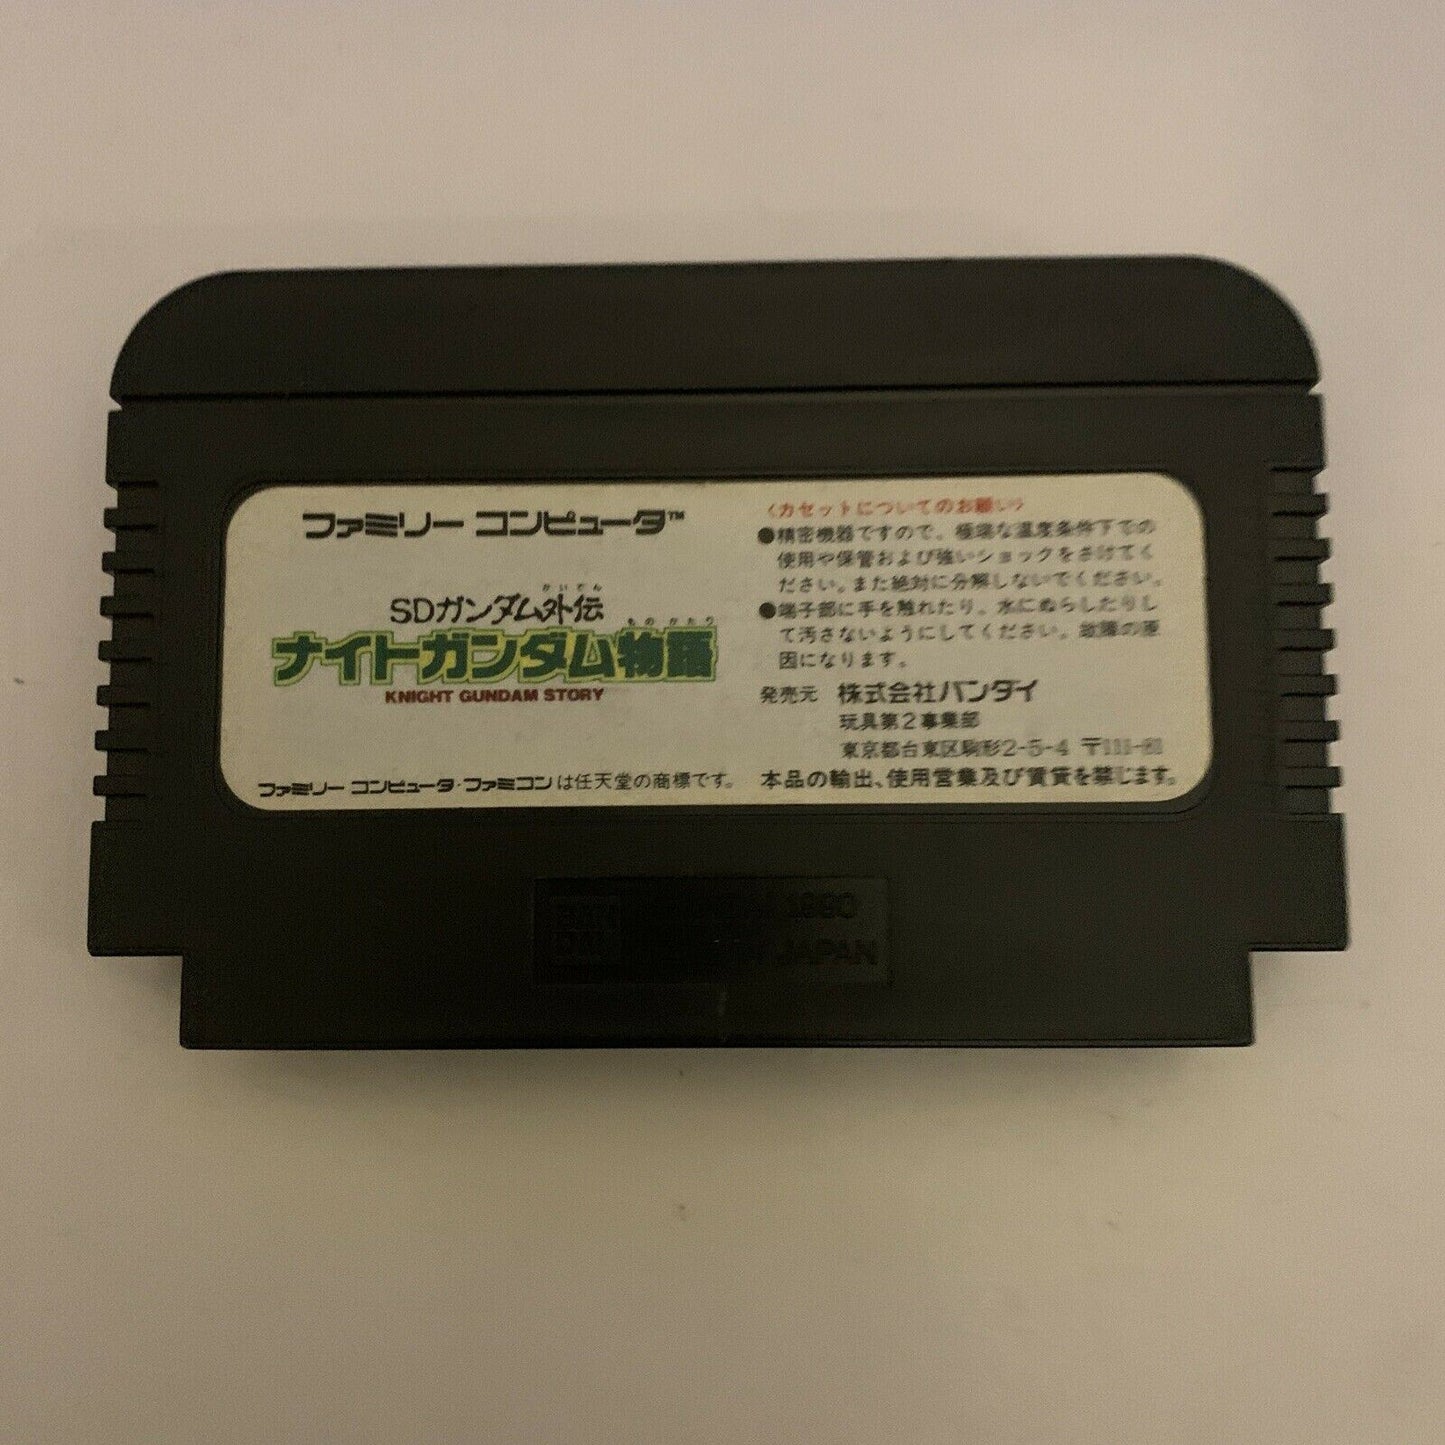 ファミリー コンピュータ™
がいでん
SDガンダム外伝
ものがたり
ナイトガンダム物語
KNIGHT GUNDAM STORY
ファミリー コンピュータ・ファミコンは任天堂の商標です。
〈カセットについてのお願い〉
●精密機器ですので、極端な温度条件下での
使用や保管および強いショックをさけてく
ださい。また絶対に分解しないでください。
●端子部に手を触れたり、水にぬらしたりし
て汚さないようにしてください。故障の原
因になります。
発売元 株式会社バンダイ
玩具第2事業部
東京都台東区駒形2-5-4 〒111-81
本品の輸出、使用営業及び賃貸を禁じます。
BAN
DAI
1990
JAPAN